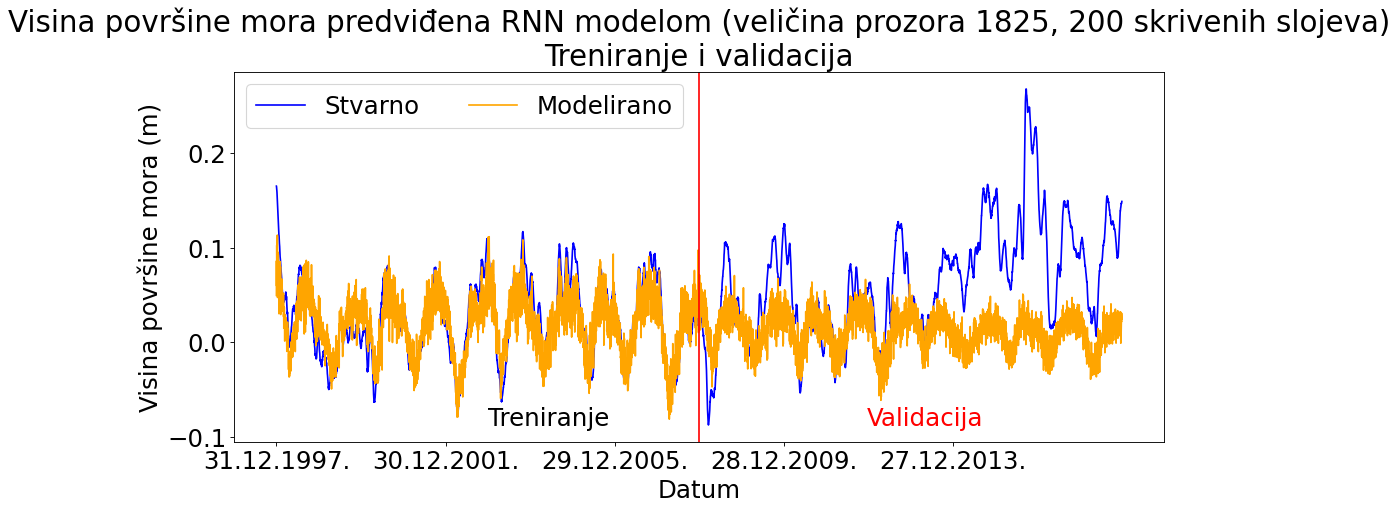 Visina površine mora predviđena RNN modelom (veličina prozora 1825, 200 skrivenih slojeva)
Treniranje i validacija
Stvarno
Modelirano
Visina površine mora (m)
0.2
0.1
0.0
−0.1
Treniranje
Validacija
31.12.1997.
30.12.2001.
29.12.2005.
28.12.2009.
27.12.2013.
Datum